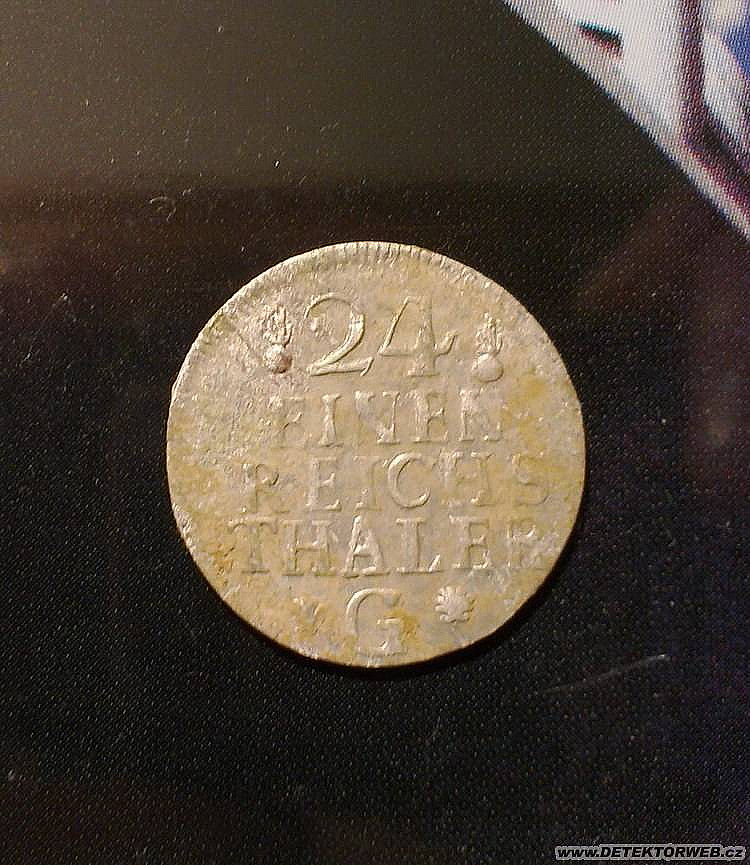 24
EINEN
REICHS
THALER
G
www.DETEKTORWEB.cz